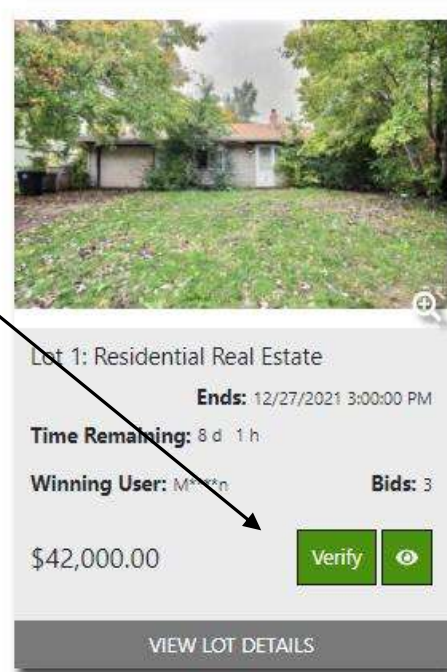 Lot 1: Residential Real Estate
Ends: 12/27/2021 3:00:00 PM
Time Remaining: 8 d 1 h
Winning User: M****n Bids: 3
$42,000.00 Verify
VIEW LOT DETAILS